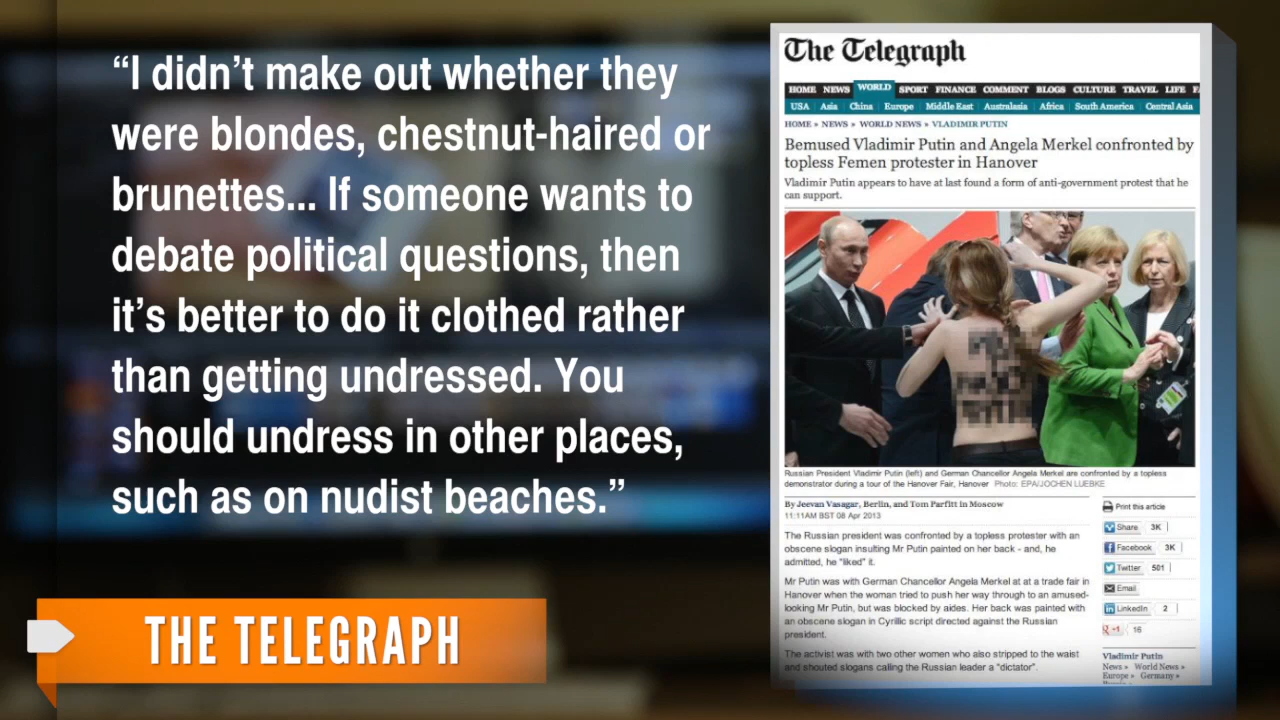 “I didn’t make out whether they
were blondes, chestnut-haired or
brunettes... If someone wants to
debate political questions, then
it’s better to do it clothed rather
than getting undressed. You
should undress in other places,
such as on nudist beaches.”
THE TELEGRAPH
The Telegraph
HOME NEWS WORLD SPORT FINANCE COMMENT BLOGS CULTURE TRAVEL LIFE
USA Asia China Europe Middle East Australasia Africa South America Central Asia
HOME » NEWS » WORLD NEWS » VLADIMIR PUTIN
Bemused Vladimir Putin and Angela Merkel confronted by
topless Femen protester in Hanover
Vladimir Putin appears to have at last found a form of anti-government protest that he
can support.
Russian President Vladimir Putin (left) and German Chancellor Angela Merkel are confronted by a topless
demonstrator during a tour of the Hanover Fair, Hanover Photo: EPA/JOCHEN LUEBKE
By Jeevan Vasagar, Berlin, and Tom Parfitt in Moscow
11:11AM BST 08 Apr 2013
The Russian president was confronted by a topless protester with an
obscene slogan insulting Mr Putin painted on her back - and, he
admitted, he "liked" it.
Mr Putin was with German Chancellor Angela Merkel at at a trade fair in
Hanover when the woman tried to push her way through to an amused-
looking Mr Putin, but was blocked by aides. Her back was painted with
an obscene slogan in Cyrillic script directed against the Russian
president.
The activist was with two other women who also stripped to the waist
and shouted slogans calling the Russian leader a "dictator".
Print this article
Share 3K
Facebook 3K
Twitter 501
Email
LinkedIn 2
+1 16
Vladimir Putin
News » World News »
Europe » Germany »